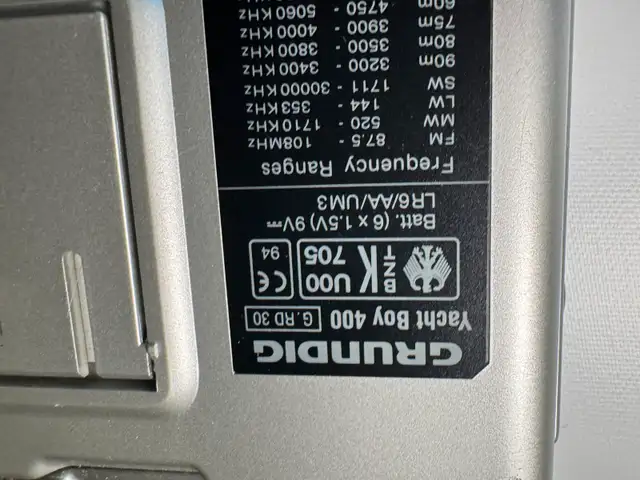 GRUNDIG
Yacht Boy 400 G.RD 30
BZT K U00 705 CE 94
Batt. (6 x 1.5V) 9V⎓
LR6/AA/UM3
Frequency Ranges
FM 87.5 - 108MHz
MW 520 - 1710KHz
LW 144 - 353KHz
SW 1711 - 30000KHz
90m 3200 - 3400KHz
80m 3500 - 3800KHz
75m 3900 - 4000KHz
60m 4750 - 5060KHz